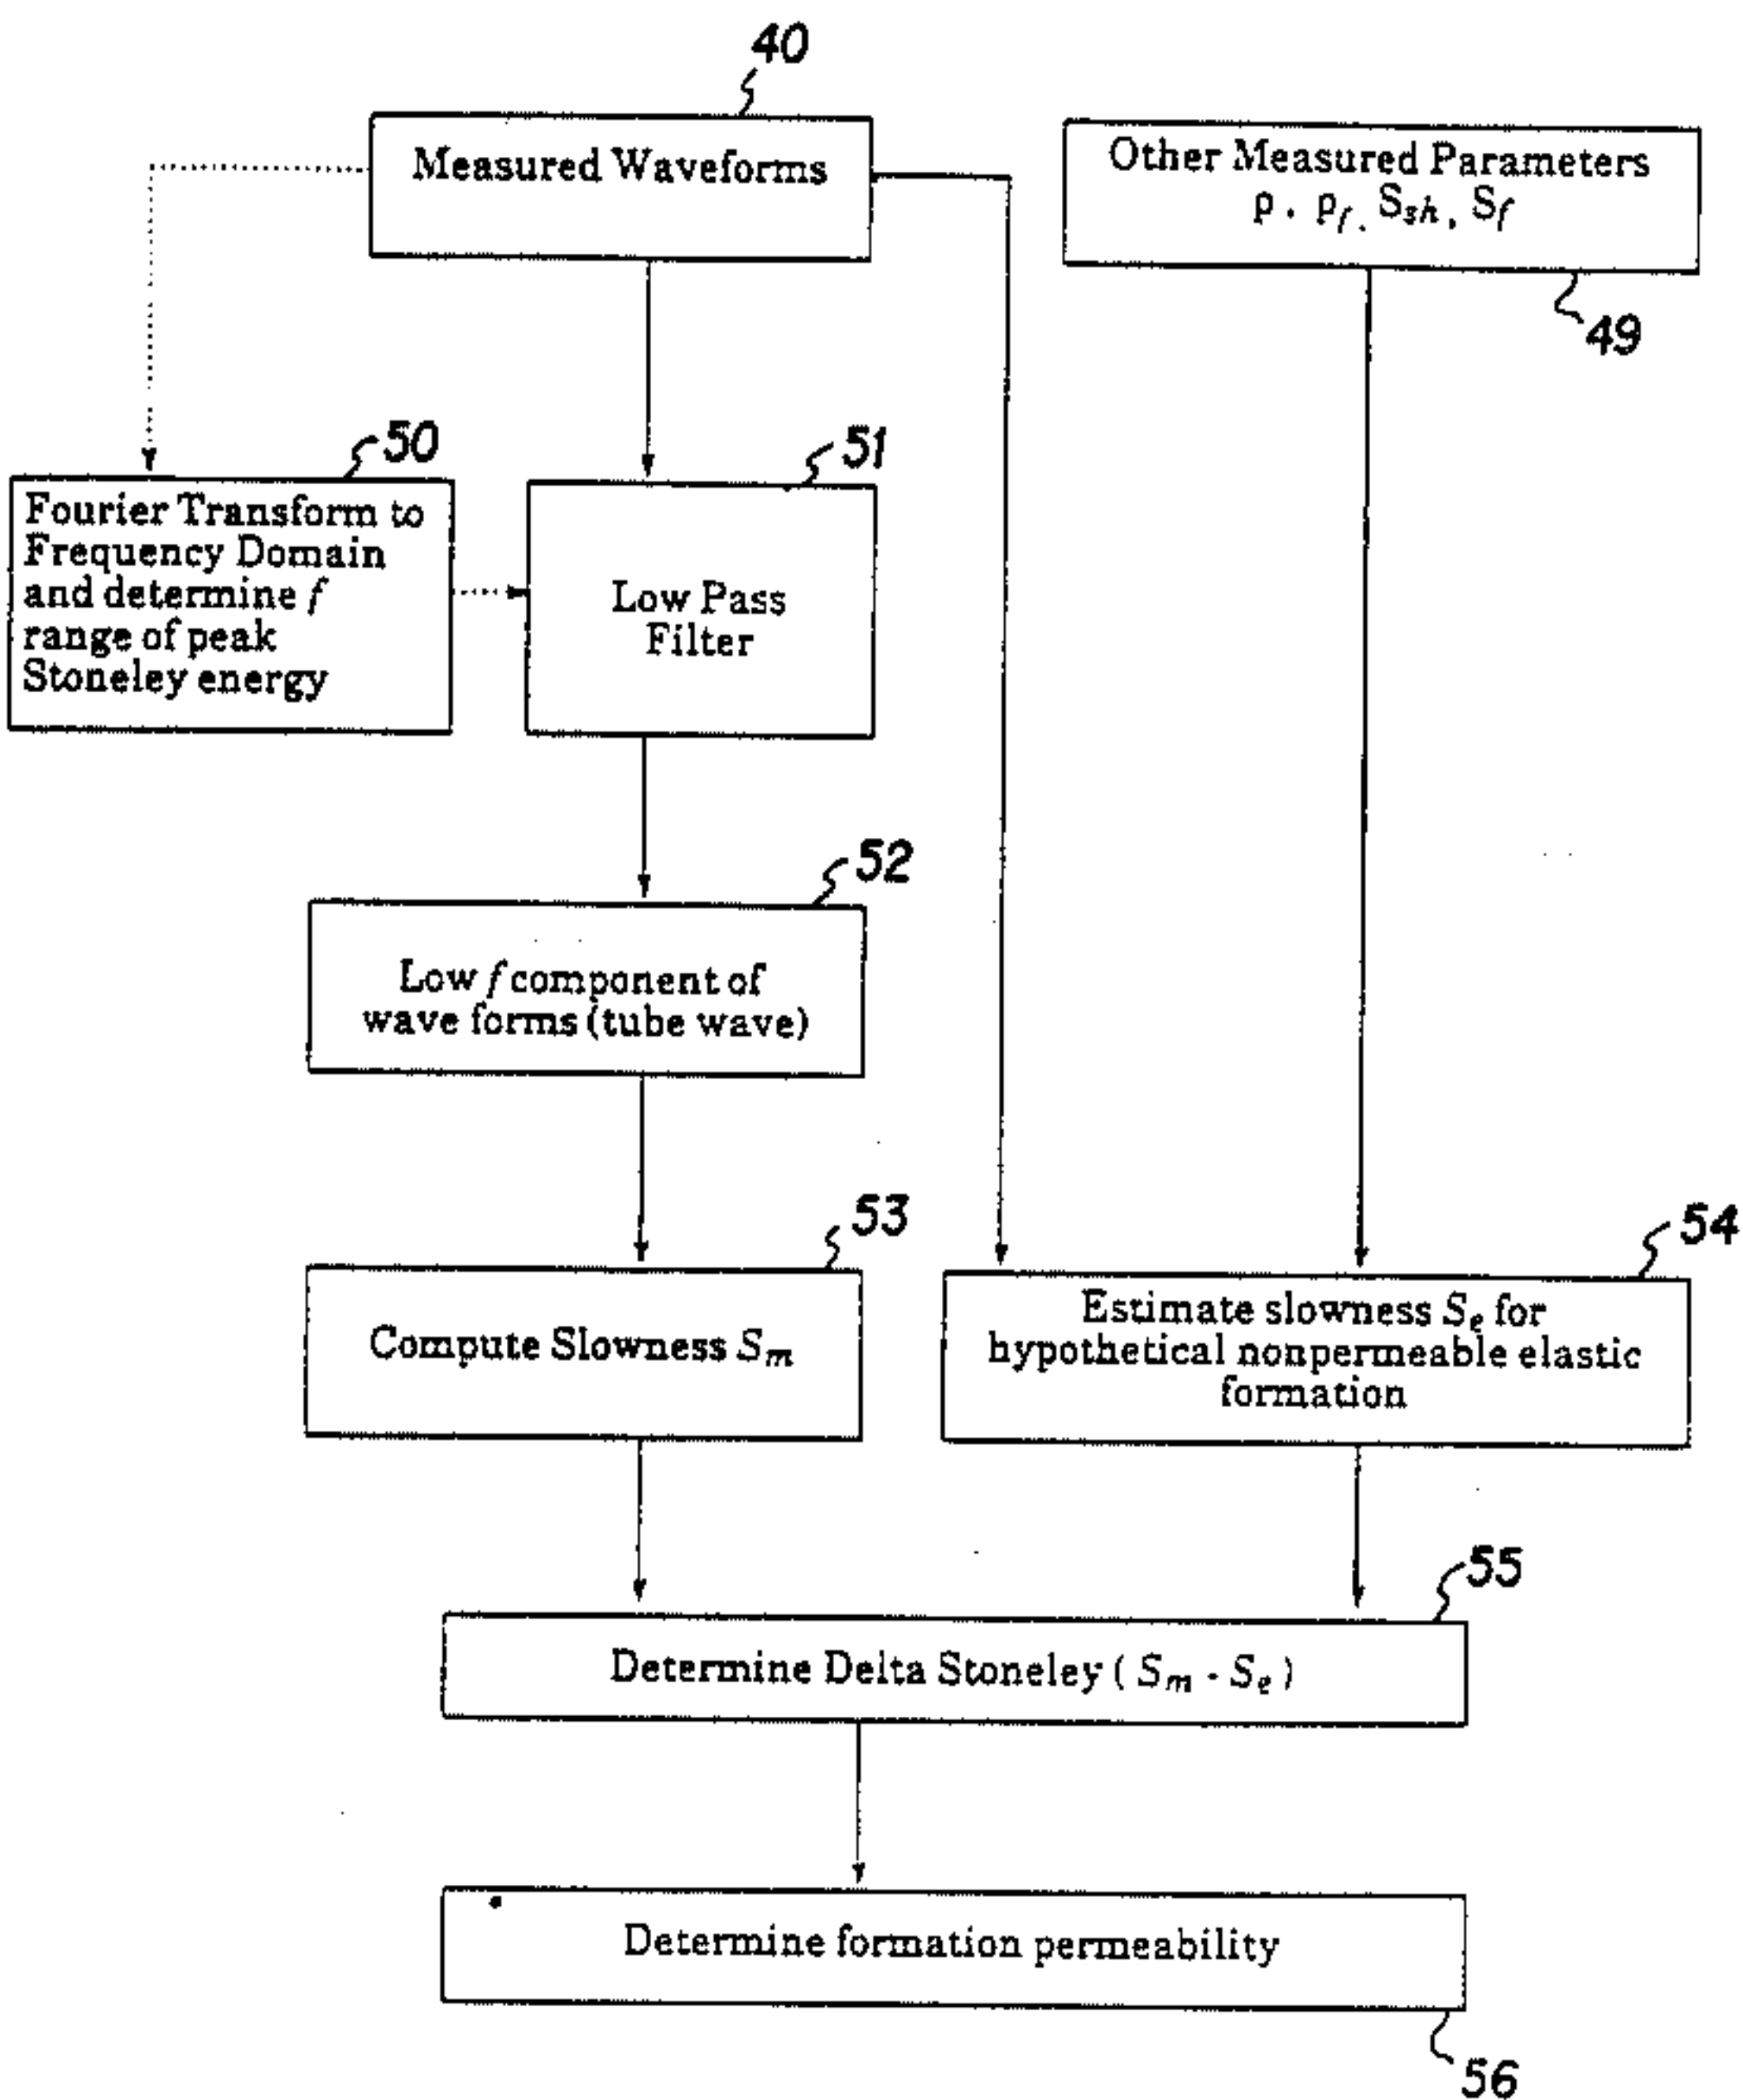 40
Measured Waveforms
Other Measured Parameters
ρ, ρf, Ssh, Sf
49
50
Fourier Transform to
Frequency Domain
and determine f
range of peak
Stoneley energy
51
Low Pass
Filter
52
Low f component of
wave forms (tube wave)
53
Compute Slowness Sm
54
Estimate slowness Se for
hypothetical nonpermeable elastic
formation
55
Determine Delta Stoneley ( Sm - Se )
Determine formation permeability
56